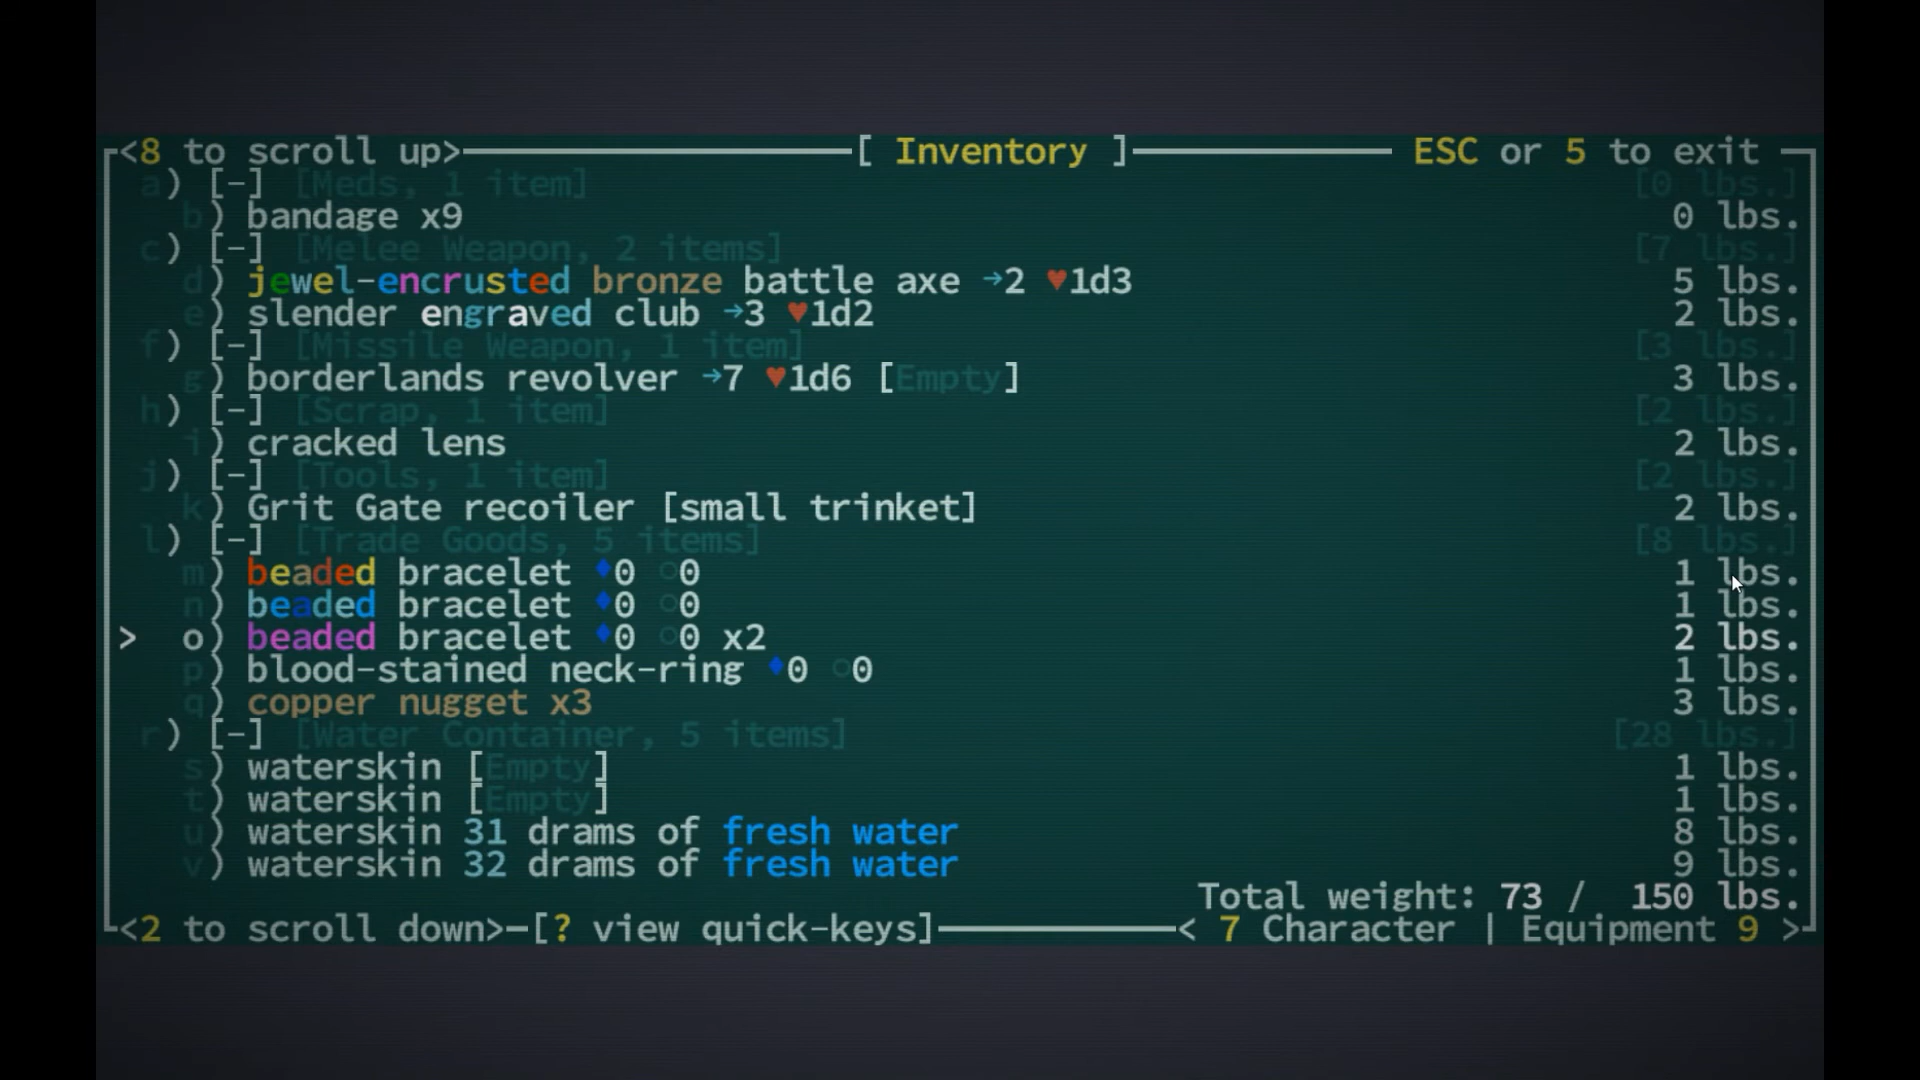 <8 to scroll up> [ Inventory ] ESC or 5 to exit
a) [-] [Meds, 1 item] [0 lbs.]
b) bandage x9 0 lbs.
c) [-] [Melee Weapon, 2 items] [7 lbs.]
d) jewel-encrusted bronze battle axe →2 ♥1d3 5 lbs.
e) slender engraved club →3 ♥1d2 2 lbs.
f) [-] [Missile Weapon, 1 item] [3 lbs.]
g) borderlands revolver →7 ♥1d6 [Empty] 3 lbs.
h) [-] [Scrap, 1 item] [2 lbs.]
i) cracked lens 2 lbs.
j) [-] [Tools, 1 item] [2 lbs.]
k) Grit Gate recoiler [small trinket] 2 lbs.
l) [-] [Trade Goods, 5 items] [8 lbs.]
m) beaded bracelet ♦0 ○0 1 lbs.
n) beaded bracelet ♦0 ○0 1 lbs.
> o) beaded bracelet ♦0 ○0 x2 2 lbs.
p) blood-stained neck-ring ♦0 ○0 1 lbs.
q) copper nugget x3 3 lbs.
r) [-] [Water Container, 5 items] [28 lbs.]
s) waterskin [Empty] 1 lbs.
t) waterskin [Empty] 1 lbs.
u) waterskin 31 drams of fresh water 8 lbs.
v) waterskin 32 drams of fresh water 9 lbs.
Total weight: 73 / 150 lbs.
<2 to scroll down> [? view quick-keys] < 7 Character | Equipment 9 >